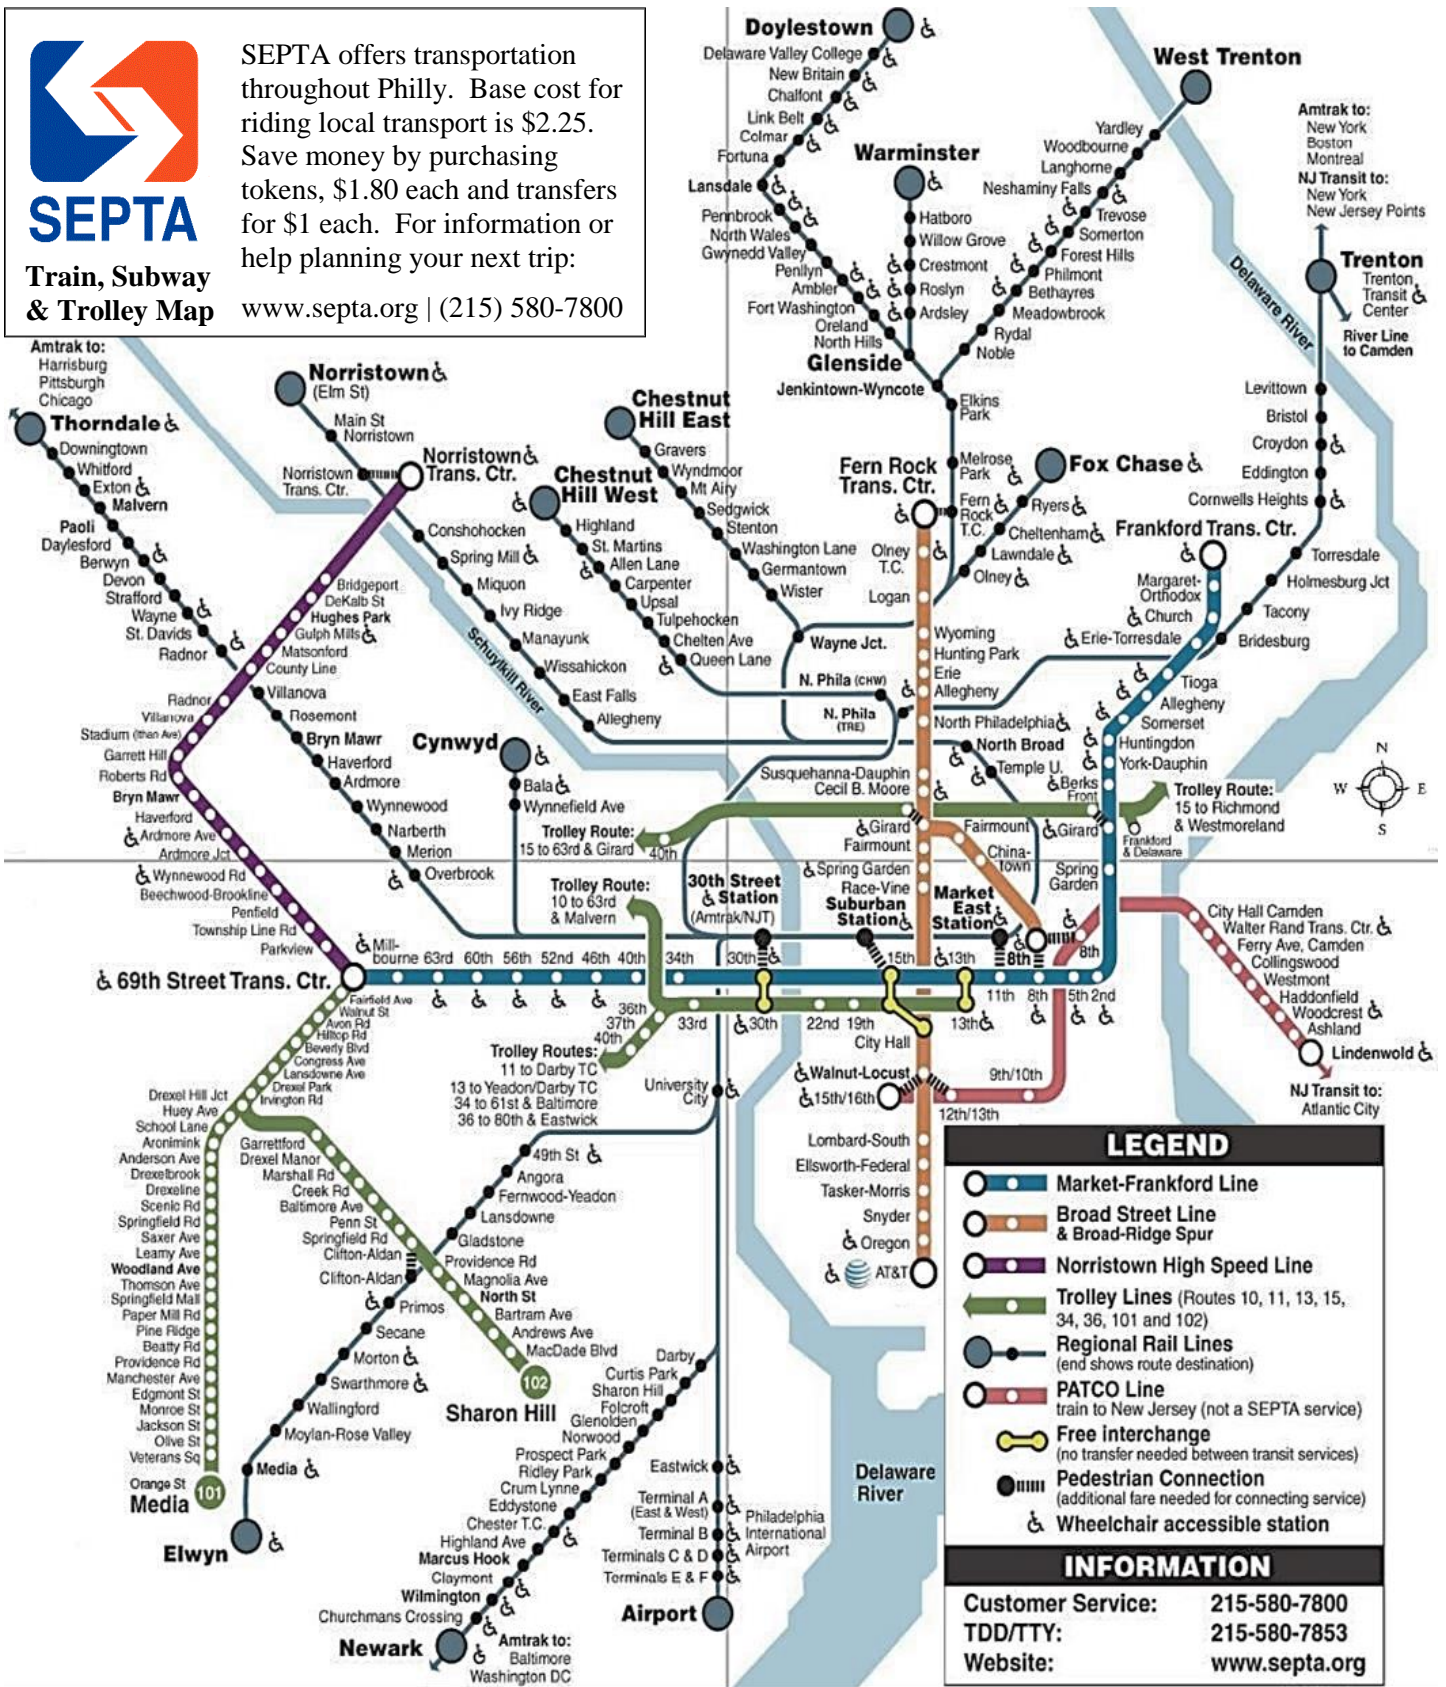 SEPTA offers transportation
throughout Philly. Base cost for
riding local transport is $2.25.
Save money by purchasing
tokens, $1.80 each and transfers
for $1 each. For information or
help planning your next trip:
www.septa.org | (215) 580-7800
SEPTA
Train, Subway
& Trolley Map
Doylestown
Delaware Valley College
New Britain
Chalfont
Link Belt
Colmar
Fortuna
Lansdale
Pennbrook
North Wales
Gwynedd Valley
Penllyn
Ambler
Fort Washington
Oreland
North Hills
Glenside
Jenkintown-Wyncote
Warminster
Hatboro
Willow Grove
Crestmont
Roslyn
Ardsley
West Trenton
Yardley
Woodbourne
Langhorne
Neshaminy Falls
Trevose
Somerton
Forest Hills
Philmont
Bethayres
Meadowbrook
Rydal
Noble
Elkins
Park
Melrose
Park
Fern
Rock
T.C.
Amtrak to:
New York
Boston
Montreal
NJ Transit to:
New York
New Jersey Points
Trenton
Trenton
Transit
Center
River Line
to Camden
Delaware River
Levittown
Bristol
Croydon
Eddington
Cornwells Heights
Torresdale
Holmesburg Jct
Tacony
Bridesburg
Amtrak to:
Harrisburg
Pittsburgh
Chicago
Thorndale
Downingtown
Whitford
Exton
Malvern
Paoli
Daylesford
Berwyn
Devon
Strafford
Wayne
St. Davids
Radnor
Villanova
Rosemont
Bryn Mawr
Haverford
Ardmore
Wynnewood
Narberth
Merion
Overbrook
Norristown
(Elm St)
Main St
Norristown
Norristown
Trans. Ctr.
Norristown
Trans. Ctr.
Conshohocken
Spring Mill
Miquon
Ivy Ridge
Manayunk
Wissahickon
East Falls
Allegheny
Schuylkill River
Bridgeport
DeKalb St
Hughes Park
Gulph Mills
Matsonford
County Line
Radnor
Villanova
Stadium (Ithan Ave)
Garrett Hill
Roberts Rd
Bryn Mawr
Haverford
Ardmore Ave
Ardmore Jct
Wynnewood Rd
Beechwood-Brookline
Penfield
Township Line Rd
Parkview
69th Street Trans. Ctr.
Chestnut
Hill East
Gravers
Wyndmoor
Mt Airy
Sedgwick
Stenton
Washington Lane
Germantown
Wister
Wayne Jct.
Chestnut
Hill West
Highland
St. Martins
Allen Lane
Carpenter
Upsal
Tulpehocken
Chelten Ave
Queen Lane
N. Phila (CHW)
N. Phila
(TRE)
Cynwyd
Bala
Wynnefield Ave
Fox Chase
Ryers
Cheltenham
Lawndale
Olney
Fern Rock
Trans. Ctr.
Olney
T.C.
Logan
Wyoming
Hunting Park
Erie
Allegheny
North Philadelphia
North Broad
Temple U.
Susquehanna-Dauphin
Cecil B. Moore
Girard
Fairmount
Fairmount
China-
town
Spring Garden
Race-Vine
Frankford Trans. Ctr.
Margaret-
Orthodox
Church
Erie-Torresdale
Tioga
Allegheny
Somerset
Huntingdon
York-Dauphin
Berks
Front
Girard
Spring
Garden
Trolley Route:
15 to Richmond
& Westmoreland
Frankford
& Delaware
N
W E
S
Trolley Route:
15 to 63rd & Girard
40th
Trolley Route:
10 to 63rd
& Malvern
30th Street
Station
(Amtrak/NJT)
Suburban
Station
Market
East
Station
Mill-
bourne
63rd
60th
56th
52nd
46th
40th
34th
30th
15th
13th
8th
8th
11th
8th
5th
2nd
36th
37th
40th
33rd
30th
22nd
19th
13th
City Hall
Trolley Routes:
11 to Darby TC
13 to Yeadon/Darby TC
34 to 61st & Baltimore
36 to 80th & Eastwick
University
City
Walnut-Locust
15th/16th
9th/10th
12th/13th
Lombard-South
Ellsworth-Federal
Tasker-Morris
Snyder
Oregon
AT&T
City Hall Camden
Walter Rand Trans. Ctr.
Ferry Ave, Camden
Collingswood
Westmont
Haddonfield
Woodcrest
Ashland
Lindenwold
NJ Transit to:
Atlantic City
Fairfield Ave
Walnut St
Avon Rd
Hilltop Rd
Beverly Blvd
Congress Ave
Lansdowne Ave
Drexel Park
Irvington Rd
Drexel Hill Jct
Huey Ave
School Lane
Aronimink
Anderson Ave
Drexelbrook
Drexeline
Scenic Rd
Springfield Rd
Saxer Ave
Leamy Ave
Woodland Ave
Thomson Ave
Springfield Mall
Paper Mill Rd
Pine Ridge
Beatty Rd
Providence Rd
Manchester Ave
Edgmont St
Monroe St
Jackson St
Olive St
Veterans Sq
Orange St
Media
101
Garrettford
Drexel Manor
Marshall Rd
Creek Rd
Baltimore Ave
Penn St
Springfield Rd
Clifton-Aldan
Providence Rd
Magnolia Ave
North St
Bartram Ave
Andrews Ave
MacDade Blvd
102
Sharon Hill
49th St
Angora
Fernwood-Yeadon
Lansdowne
Gladstone
Clifton-Aldan
Primos
Secane
Morton
Swarthmore
Wallingford
Moylan-Rose Valley
Media
Elwyn
Darby
Curtis Park
Sharon Hill
Folcroft
Glenolden
Norwood
Prospect Park
Ridley Park
Crum Lynne
Eddystone
Chester T.C.
Highland Ave
Marcus Hook
Claymont
Wilmington
Churchmans Crossing
Newark
Amtrak to:
Baltimore
Washington DC
Eastwick
Terminal A
(East & West)
Terminal B
Terminals C & D
Terminals E & F
Philadelphia
International
Airport
Airport
Delaware
River
LEGEND
Market-Frankford Line
Broad Street Line
& Broad-Ridge Spur
Norristown High Speed Line
Trolley Lines (Routes 10, 11, 13, 15,
34, 36, 101 and 102)
Regional Rail Lines
(end shows route destination)
PATCO Line
train to New Jersey (not a SEPTA service)
Free interchange
(no transfer needed between transit services)
Pedestrian Connection
(additional fare needed for connecting service)
Wheelchair accessible station
INFORMATION
Customer Service: 215-580-7800
TDD/TTY: 215-580-7853
Website: www.septa.org